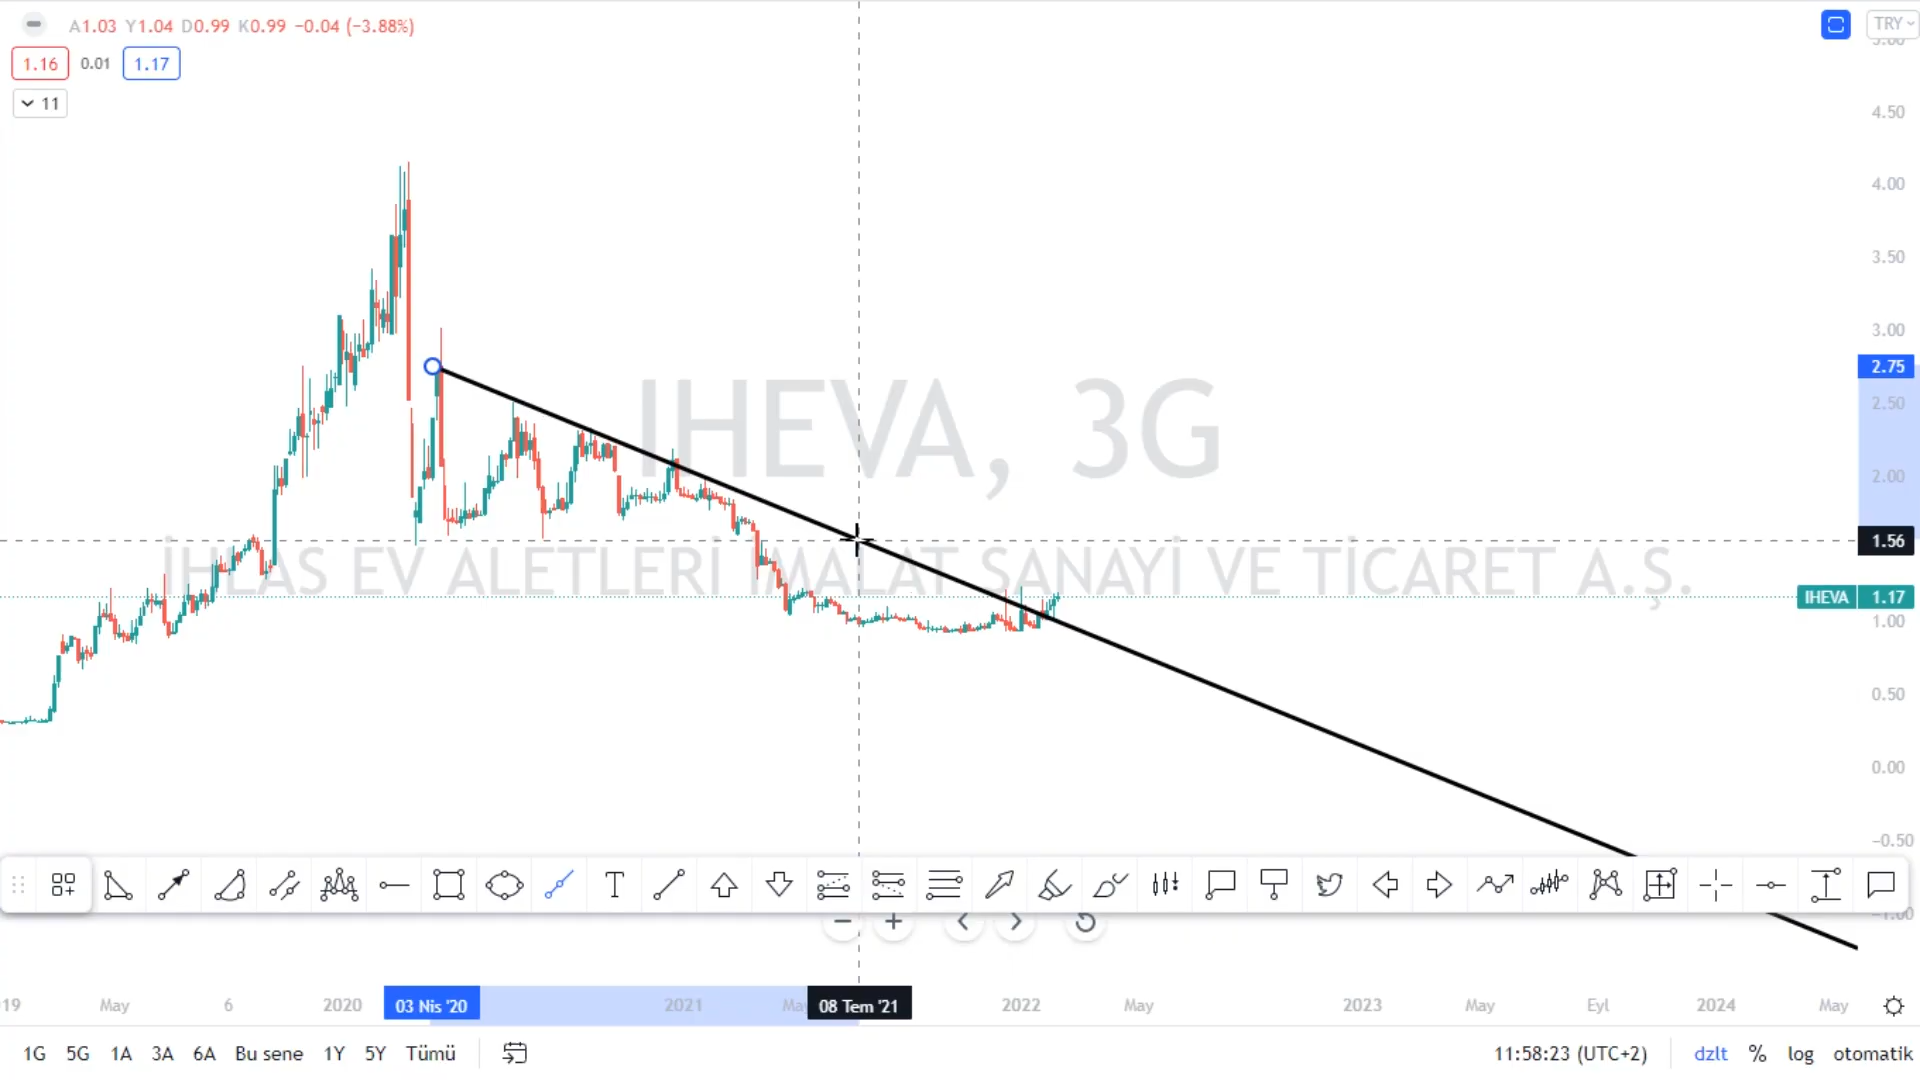 A1.03 Y1.04 D0.99 K0.99 −0.04 (−3.88%)
TRY
1.16 0.01 1.17
11
5.00
4.50
4.00
3.50
3.00
2.75
2.50
2.00
1.56
IHEVA 1.17
1.00
0.50
0.00
−0.50
−1.00
IHEVA, 3G
İHLAS EV ALETLERİ İMALAT SANAYİ VE TİCARET A.Ş.
T
May 6 2020 03 Nis '20 2021 08 Tem '21 2022 May 2023 May Eyl 2024 May
1G 5G 1A 3A 6A Bu sene 1Y 5Y Tümü 11:58:23 (UTC+2) dzlt % log otomatik